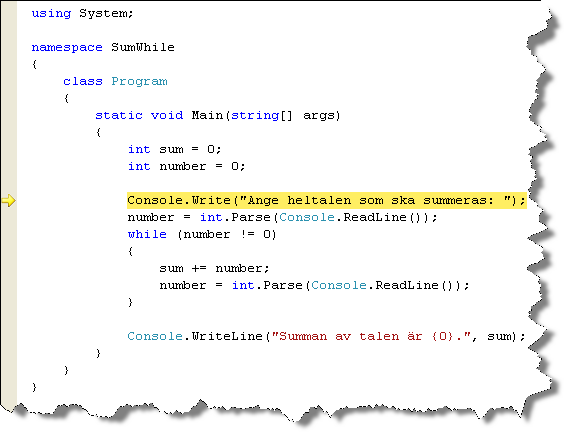 using System;
namespace SumWhile
{
class Program
{
static void Main(string[] args)
{
int sum = 0;
int number = 0;
Console.Write("Ange heltalen som ska summeras: ");
number = int.Parse(Console.ReadLine());
while (number != 0)
{
sum += number;
number = int.Parse(Console.ReadLine());
}
Console.WriteLine("Summan av talen är {0}.", sum);
}
}
}